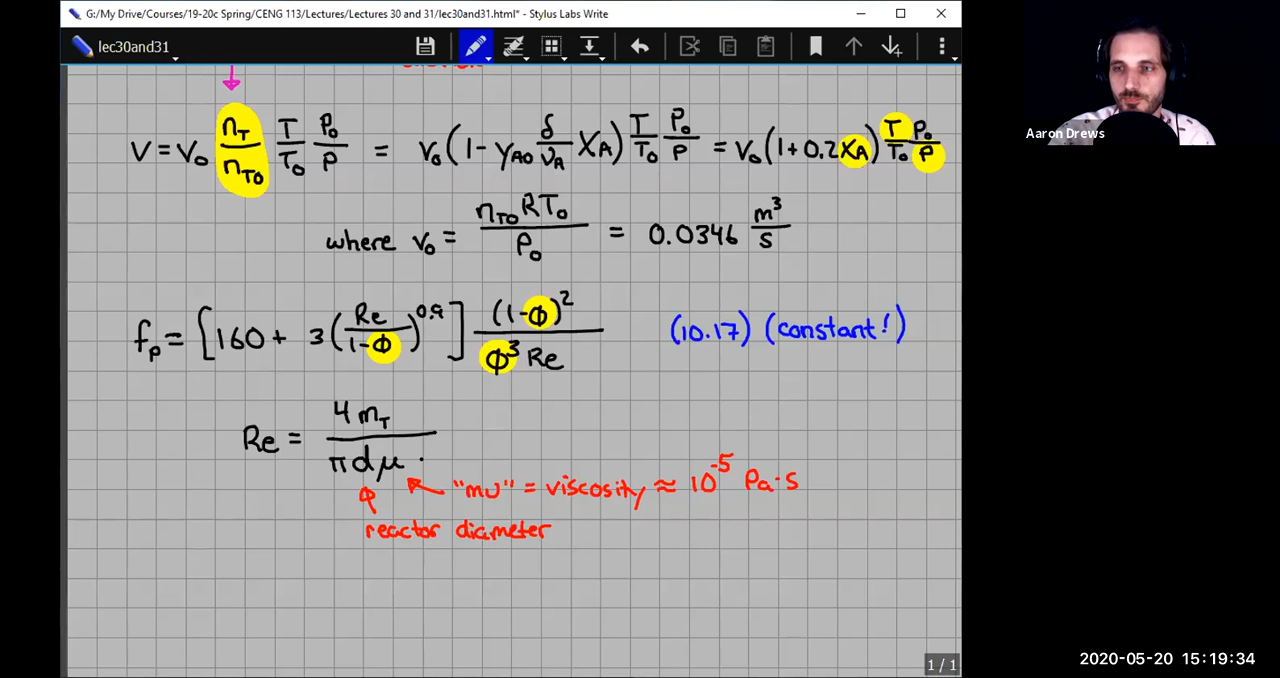 G:/My Drive/Courses/19-20c Spring/CENG 113/Lectures/Lectures 30 and 31/lec30and31.html* - Stylus Labs Write
lec30and31
V = V₀ n_T/n_T0 T/T₀ P₀/P = V₀ (1 - y_A0 δ/ν_A X_A) T/T₀ P₀/P = V₀ (1 + 0.2 X_A) T/T₀ P₀/P
where V₀ = n_T0 R T₀ / P₀ = 0.0346 m³/s
f_p = [160 + 3 (Re/(1-Φ))^0.9] (1-Φ)² / (Φ³ Re) (10.17) (constant!)
Re = 4 m_T / (π d μ)
"mu" = viscosity ≈ 10⁻⁵ Pa·s
reactor diameter
Aaron Drews
1 / 1
2020-05-20 15:19:34